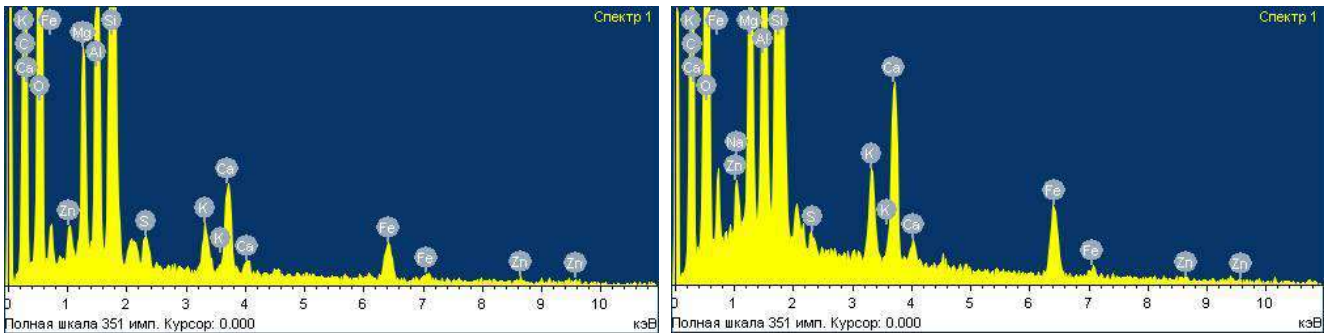 Спектр 1
K Fe Mg Si
C Al
Ca
O
Ca
K
Zn S
K Ca Fe Fe
Zn Zn
0 1 2 3 4 5 6 7 8 9 10
Полная шкала 351 имп. Курсор: 0.000 кэВ
Спектр 1
K Fe Mg Si
C Al
Ca Ca
O
Na K
Zn Fe
S K Ca Fe
Zn Zn
0 1 2 3 4 5 6 7 8 9 10
Полная шкала 351 имп. Курсор: 0.000 кэВ